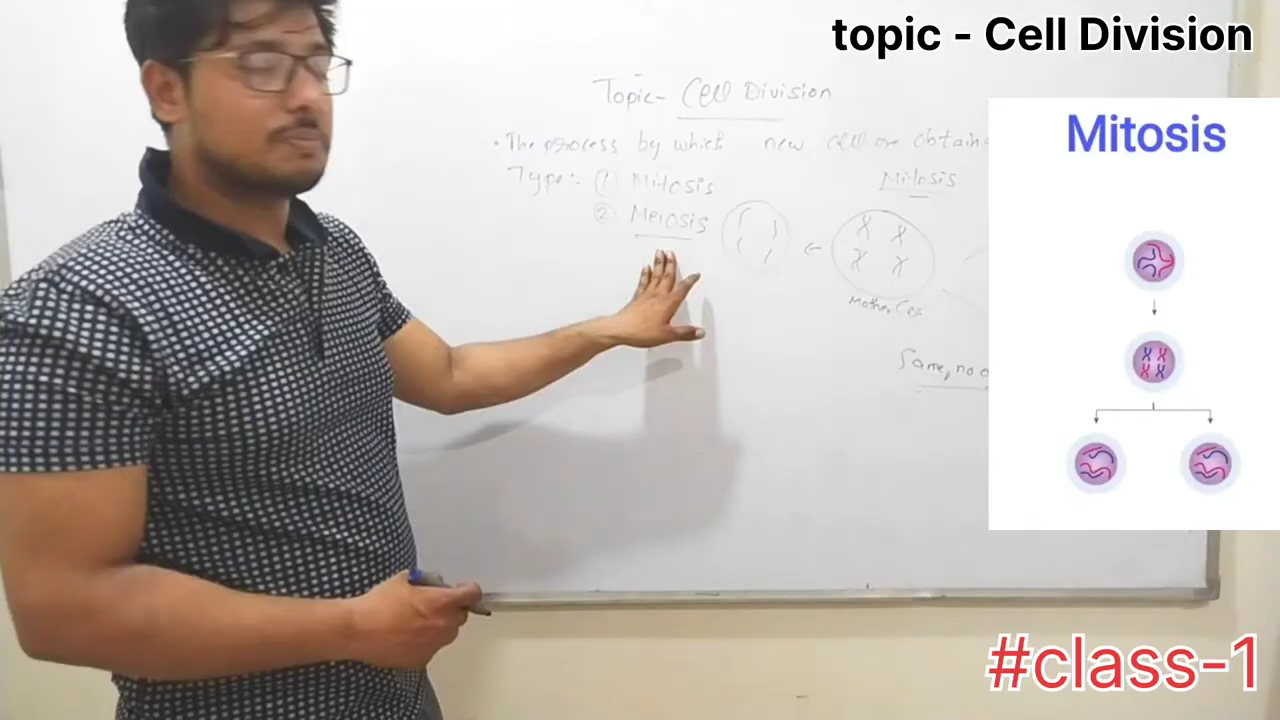 topic - Cell Division
Topic- Cell Division
• The process by which new cell are obtain
Type:- ① Mitosis
② Meiosis
Mitosis
Mother Cell
Same, no
Mitosis
#class-1